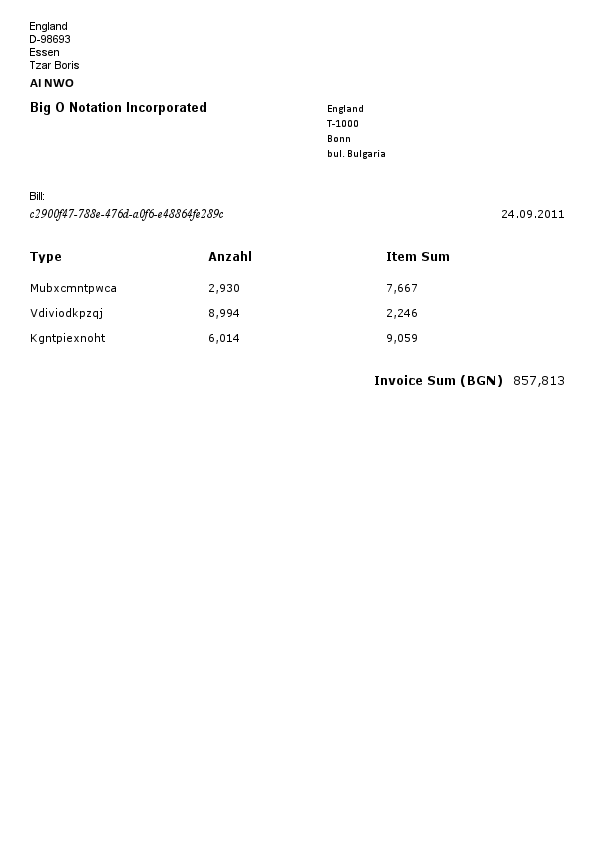 England
D-98693
Essen
Tzar Boris
AI NWO
Big O Notation Incorporated
England
T-1000
Bonn
bul. Bulgaria
Bill:
c2900f47-788e-476d-a0f6-e48864fe289c
24.09.2011
Type Anzahl Item Sum
Mubxcmntpwca 2,930 7,667
Vdiviodkpzqj 8,994 2,246
Kgntpiexnoht 6,014 9,059
Invoice Sum (BGN) 857,813